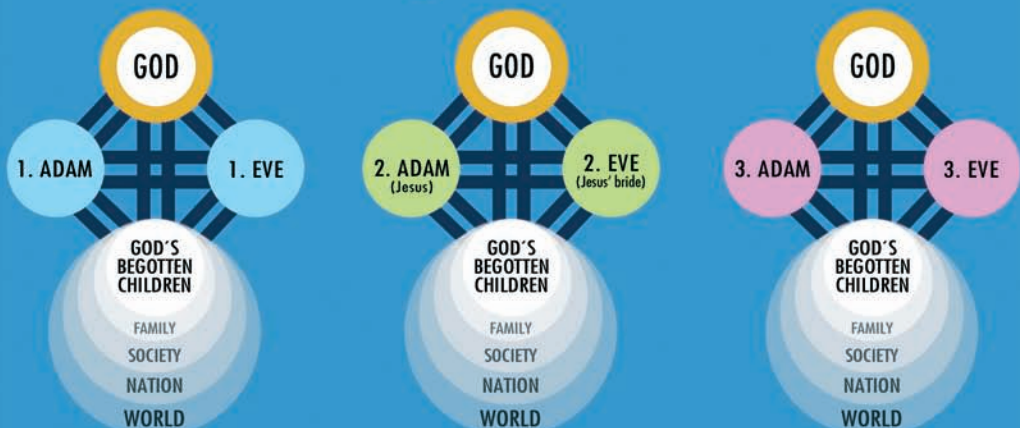 GOD
1. ADAM
1. EVE
GOD´S
BEGOTTEN
CHILDREN
FAMILY
SOCIETY
NATION
WORLD
GOD
2. ADAM
(Jesus)
2. EVE
(Jesus' bride)
GOD´S
BEGOTTEN
CHILDREN
FAMILY
SOCIETY
NATION
WORLD
GOD
3. ADAM
3. EVE
GOD´S
BEGOTTEN
CHILDREN
FAMILY
SOCIETY
NATION
WORLD